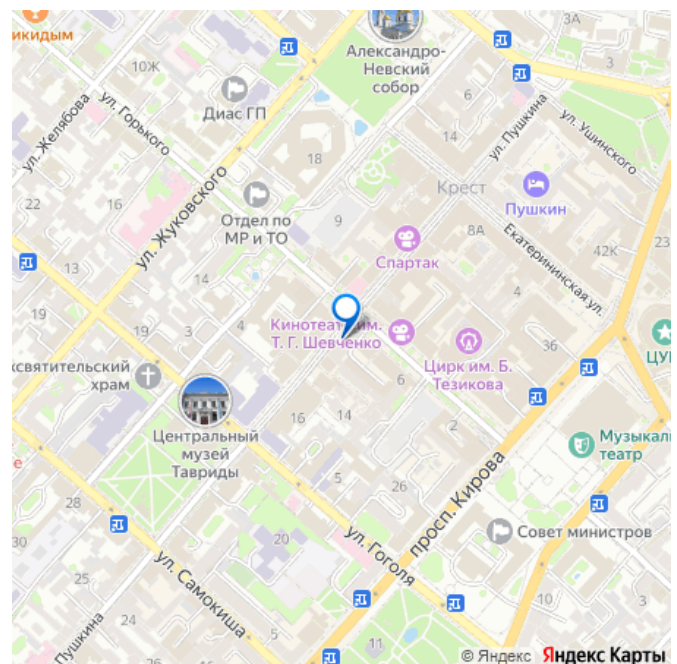 икидым
3А
Александро-
Невский
собор
10Ж
Диас ГП
ул. Желябова
ул. Горького
6
14
ул. Пушкина
ул. Ушинского
18
16
22
ул. Жуковского
Отдел по
МР и ТО
9
Крест
Пушкин
8А
Спартак
Екатерининская ул.
42К
23
13
14
4
19
3
4
19
Кинотеатр им.
Т. Г. Шевченко
Цирк им. Б.
Тезикова
36
ЦУ
хсвятительский
храм
6
16
14
2
Центральный
музей
Тавриды
Музыкаль
театр
е
28
5
26
просп. Кирова
ул. Гоголя
Совет министров
30
20
25
ул. Самокиша
24
Пушкина
11
10
3
© Яндекс Яндекс Карты